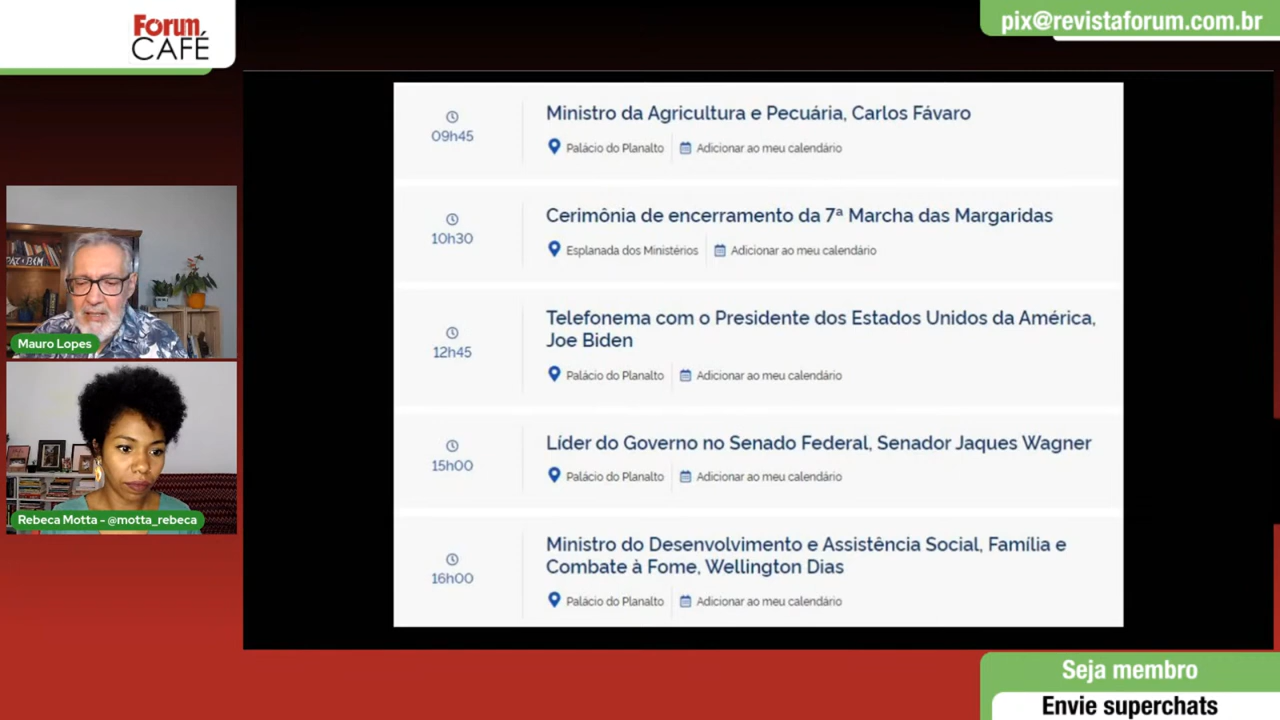 Forum
CAFÉ
pix@revistaforum.com.br
09h45
Ministro da Agricultura e Pecuária, Carlos Fávaro
Palácio do Planalto
Adicionar ao meu calendário
10h30
Cerimônia de encerramento da 7ª Marcha das Margaridas
Esplanada dos Ministérios
Adicionar ao meu calendário
12h45
Telefonema com o Presidente dos Estados Unidos da América,
Joe Biden
Palácio do Planalto
Adicionar ao meu calendário
15h00
Líder do Governo no Senado Federal, Senador Jaques Wagner
Palácio do Planalto
Adicionar ao meu calendário
16h00
Ministro do Desenvolvimento e Assistência Social, Família e
Combate à Fome, Wellington Dias
Palácio do Planalto
Adicionar ao meu calendário
PAZ e BEM
Mauro Lopes
Rebeca Motta - @motta_rebeca
Seja membro
Envie superchats